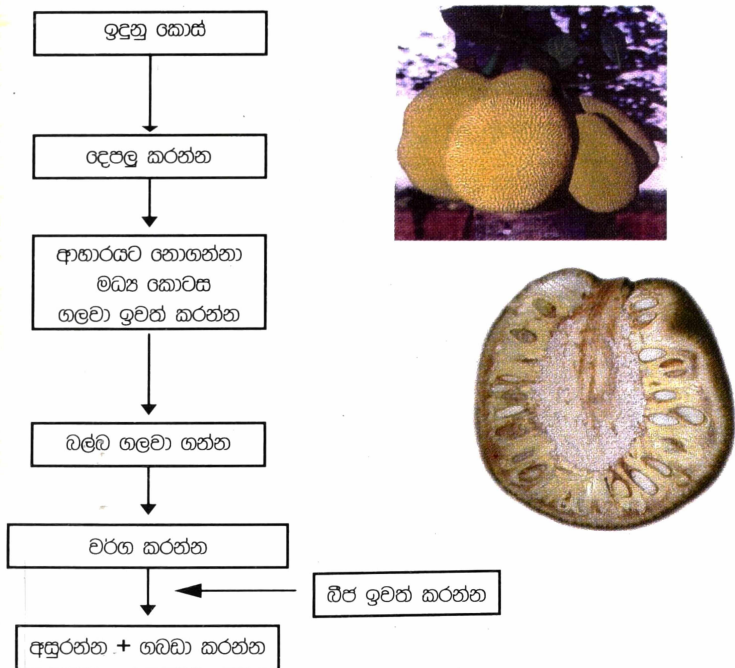 ඉදුනු කොස්
දෙපලු කරන්න
ආහාරයට නොගන්නා
මධ්‍ය කොටස
ගලවා ඉවත් කරන්න
බල්බ ගලවා ගන්න
වර්ග කරන්න
බීජ ඉවත් කරන්න
අසුරන්න + ගබඩා කරන්න